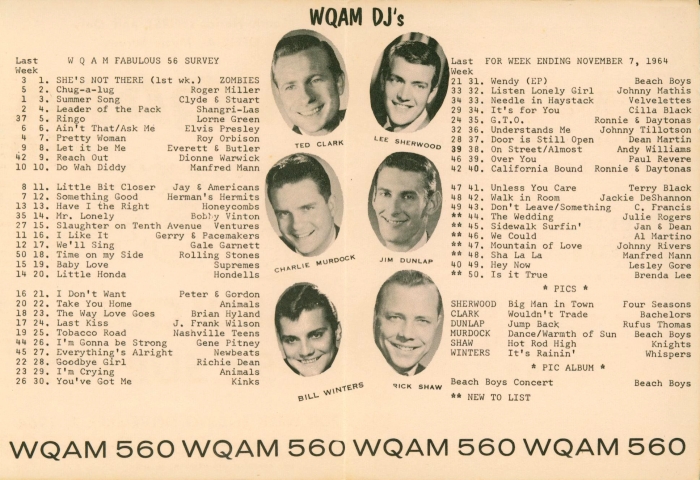 WQAM DJ's
Last W Q A M FABULOUS 56 SURVEY
Week
3 1. SHE'S NOT THERE (1st wk.) ZOMBIES
5 2. Chug-a-lug Roger Miller
1 3. Summer Song Clyde & Stuart
2 4. Leader of the Pack Shangri-Las
37 5. Ringo Lorne Green
6 6. Ain't That/Ask Me Elvis Presley
4 7. Pretty Woman Roy Orbison
9 8. Let it Be Me Everett & Butler
42 9. Reach Out Dionne Warwick
10 10. Do Wah Diddy Manfred Mann
8 11. Little Bit Closer Jay & Americans
7 12. Something Good Herman's Hermits
13 13. Have I the Right Honeycombs
35 14. Mr. Lonely Bobby Vinton
27 15. Slaughter on Tenth Avenue Ventures
11 16. I Like It Gerry & Pacemakers
12 17. We'll Sing Gale Garnett
50 18. Time on my Side Rolling Stones
15 19. Baby Love Supremes
14 20. Little Honda Hondells
16 21. I Don't Want Peter & Gordon
20 22. Take You Home Animals
18 23. The Way Love Goes Brian Hyland
17 24. Last Kiss J. Frank Wilson
19 25. Tobacco Road Nashville Teens
44 26. I'm Gonna be Strong Gene Pitney
45 27. Everything's Alright Newbeats
22 28. Goodbye Girl Richie Dean
23 29. I'm Crying Animals
26 30. You've Got Me Kinks
TED CLARK
LEE SHERWOOD
CHARLIE MURDOCK
JIM DUNLAP
BILL WINTERS
RICK SHAW
Last FOR WEEK ENDING NOVEMBER 7, 1964
Week
21 31. Wendy (EP) Beach Boys
33 32. Listen Lonely Girl Johnny Mathis
34 33. Needle in Haystack Velvelettes
29 34. It's for You Cilla Black
24 35. G.T.O. Ronnie & Daytonas
32 36. Understands Me Johnny Tillotson
28 37. Door is Still Open Dean Martin
39 38. On Street/Almost Andy Williams
46 39. Over You Paul Revere
42 40. California Bound Ronnie & Daytonas
47 41. Unless You Care Terry Black
48 42. Walk in Room Jackie DeShannon
49 43. Don't Leave/Something C. Francis
** 44. The Wedding Julie Rogers
** 45. Sidewalk Surfin' Jan & Dean
** 46. We Could Al Martino
** 47. Mountain of Love Johnny Rivers
** 48. Sha La La Manfred Mann
40 49. Hey Now Lesley Gore
** 50. Is it True Brenda Lee
* PICS *
SHERWOOD Big Man in Town Four Seasons
CLARK Wouldn't Trade Bachelors
DUNLAP Jump Back Rufus Thomas
MURDOCK Dance/Warmth of Sun Beach Boys
SHAW Hot Rod High Knights
WINTERS It's Rainin' Whispers
* PIC ALBUM *
Beach Boys Concert Beach Boys
** NEW TO LIST
WQAM 560 WQAM 560 WQAM 560 WQAM 560